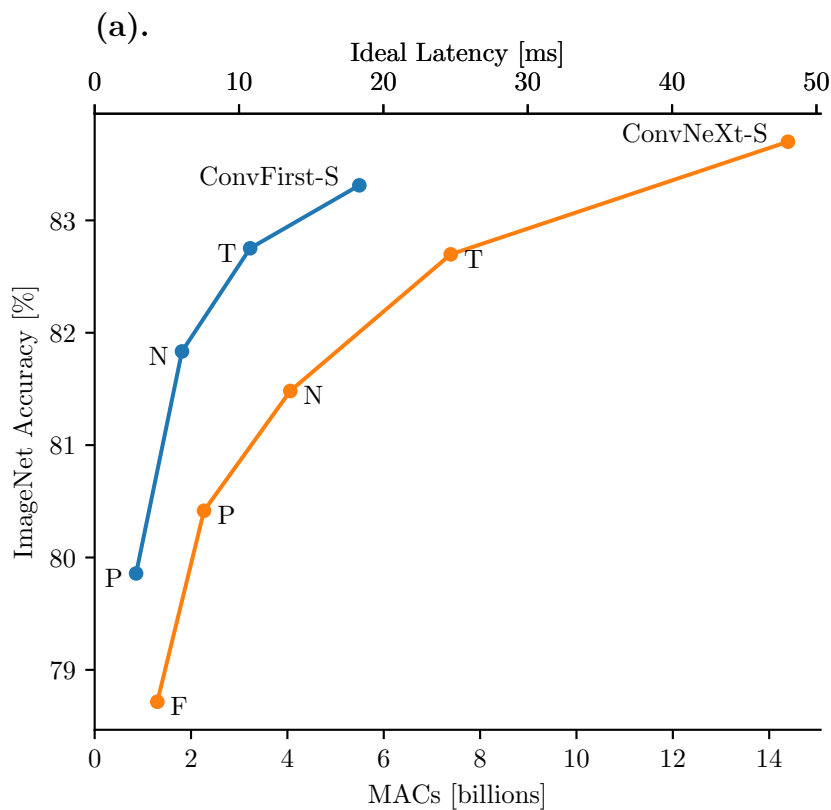 (a).
Ideal Latency [ms]
0 10 20 30 40 50
ConvNeXt-S
ConvFirst-S
83
T
T
82
N
N
81
ImageNet Accuracy [%]
P
80
P
79
F
0 2 4 6 8 10 12 14
MACs [billions]